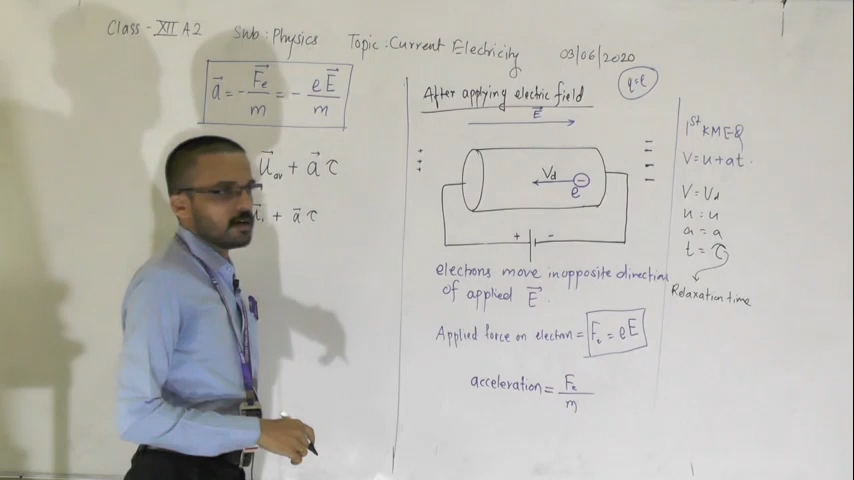 Class - XII A2 Sub : Physics Topic : Current Electricity 03/06/2020
a⃗ = - F⃗e/m = - eE⃗/m
u⃗av + a⃗ τ
+ a⃗ τ
After applying electric field
q=e
E⃗
+ + +
- - - -
Vd
e
+ -
electrons move in opposite direction
of applied E⃗.
Applied force on electron = Fe = eE
acceleration = Fe/m
1st KMEQ
V = u + at.
V = Vd
u = u
a = a
t = τ
Relaxation time